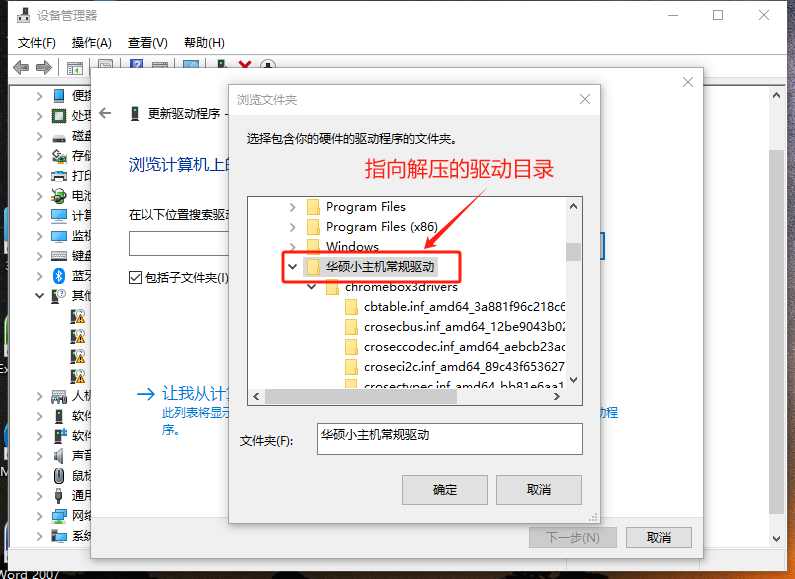 设备管理器
文件(F) 操作(A) 查看(V) 帮助(H)
更新驱动程序 -
浏览计算机上的
在以下位置搜索驱动
包括子文件夹(I)
让我从计算
此列表将显示
动程
序。
下一步(N)
取消
浏览文件夹
选择包含你的硬件的驱动程序的文件夹。
指向解压的驱动目录
Program Files
Program Files (x86)
Windows
华硕小主机常规驱动
chromebox3drivers
cbtable.inf_amd64_3a881f96c218c6
crosecbus.inf_amd64_12be9043b02
croseccodec.inf_amd64_aebcb23ac
croseci2c.inf_amd64_89c43f653627
crosectypec.inf_amd64_bb81e6aa1
文件夹(F):
华硕小主机常规驱动
确定
取消
便携
处理
磁盘
存储
打印
电池
计算
监视
键盘
蓝牙
其他
人机
软件
软件
声音
鼠标
通用
网络
系统
Word 2007